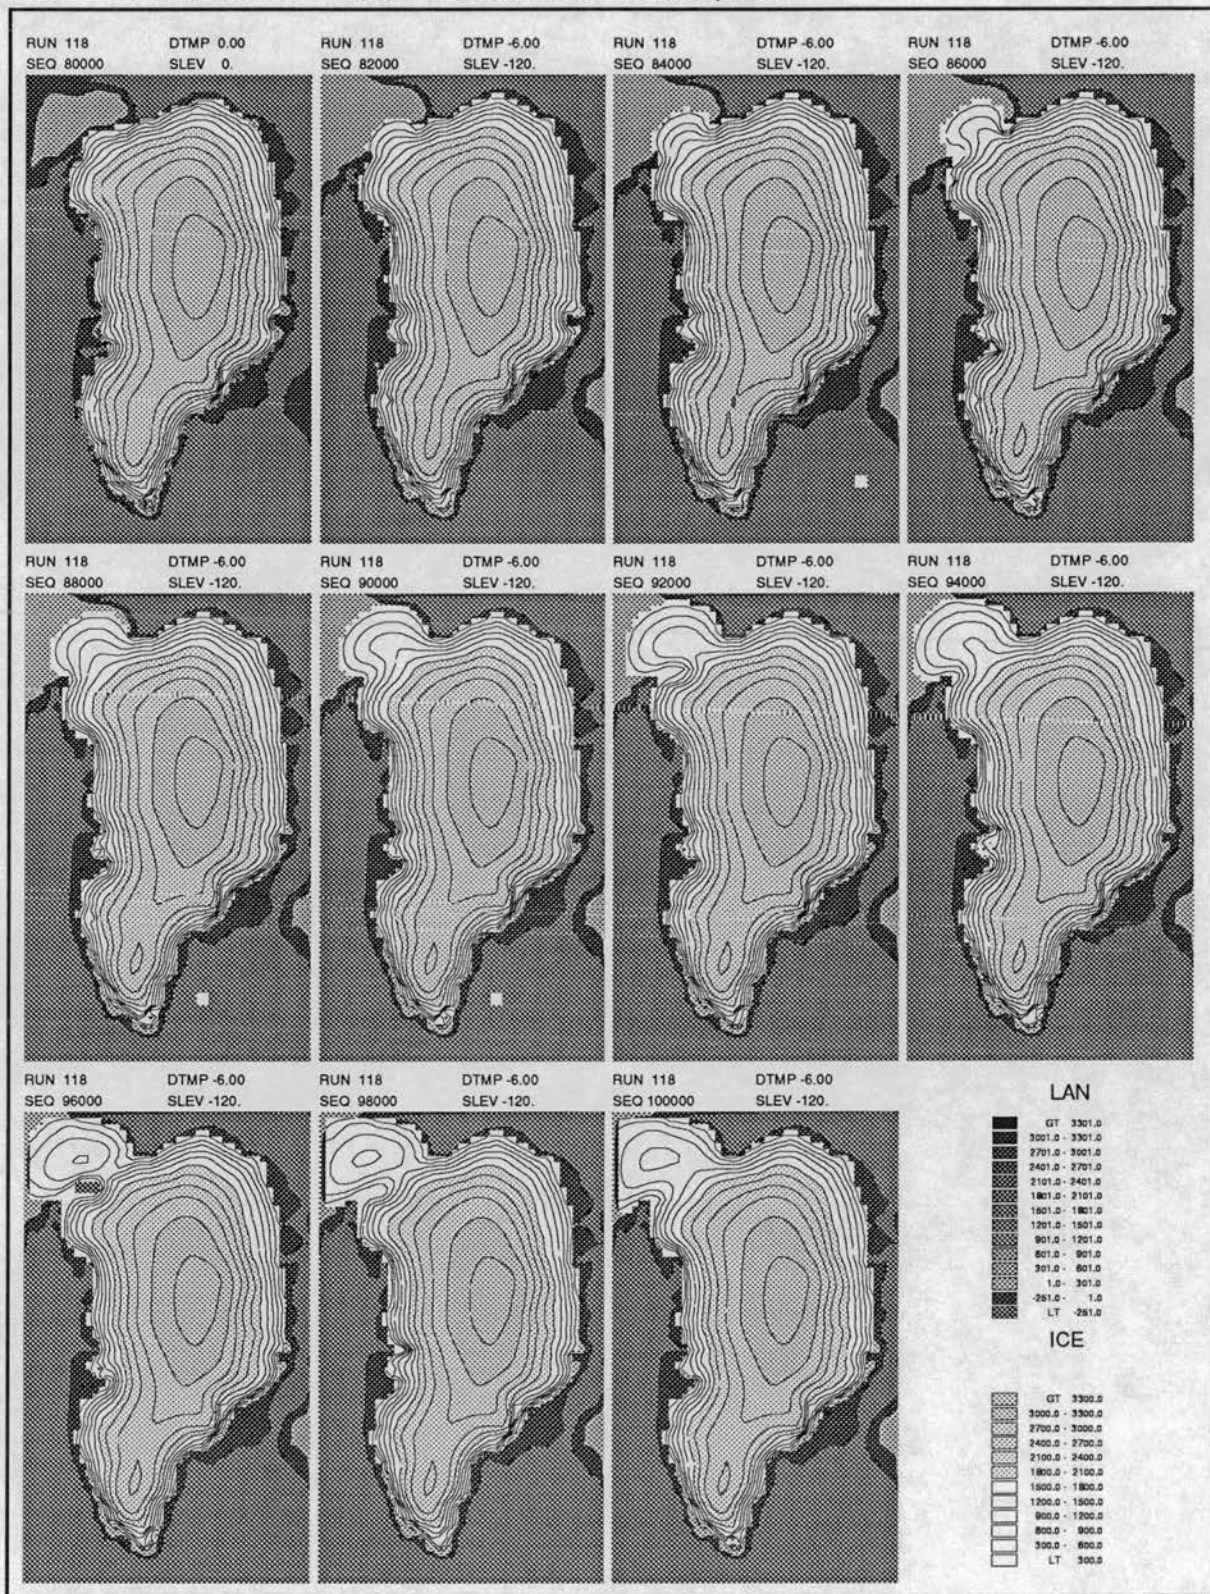 RUN 118 DTMP 0.00
SEQ 80000 SLEV 0.
RUN 118 DTMP -6.00
SEQ 82000 SLEV -120.
RUN 118 DTMP -6.00
SEQ 84000 SLEV -120.
RUN 118 DTMP -6.00
SEQ 86000 SLEV -120.
RUN 118 DTMP -6.00
SEQ 88000 SLEV -120.
RUN 118 DTMP -6.00
SEQ 90000 SLEV -120.
RUN 118 DTMP -6.00
SEQ 92000 SLEV -120.
RUN 118 DTMP -6.00
SEQ 94000 SLEV -120.
RUN 118 DTMP -6.00
SEQ 96000 SLEV -120.
RUN 118 DTMP -6.00
SEQ 98000 SLEV -120.
RUN 118 DTMP -6.00
SEQ 100000 SLEV -120.
LAN
GT 3301.0
3001.0 - 3301.0
2701.0 - 3001.0
2401.0 - 2701.0
2101.0 - 2401.0
1801.0 - 2101.0
1501.0 - 1801.0
1201.0 - 1501.0
901.0 - 1201.0
601.0 - 901.0
301.0 - 601.0
1.0 - 301.0
-251.0 - 1.0
LT -251.0
ICE
GT 3300.0
3000.0 - 3300.0
2700.0 - 3000.0
2400.0 - 2700.0
2100.0 - 2400.0
1800.0 - 2100.0
1500.0 - 1800.0
1200.0 - 1500.0
900.0 - 1200.0
600.0 - 900.0
300.0 - 600.0
LT 300.0